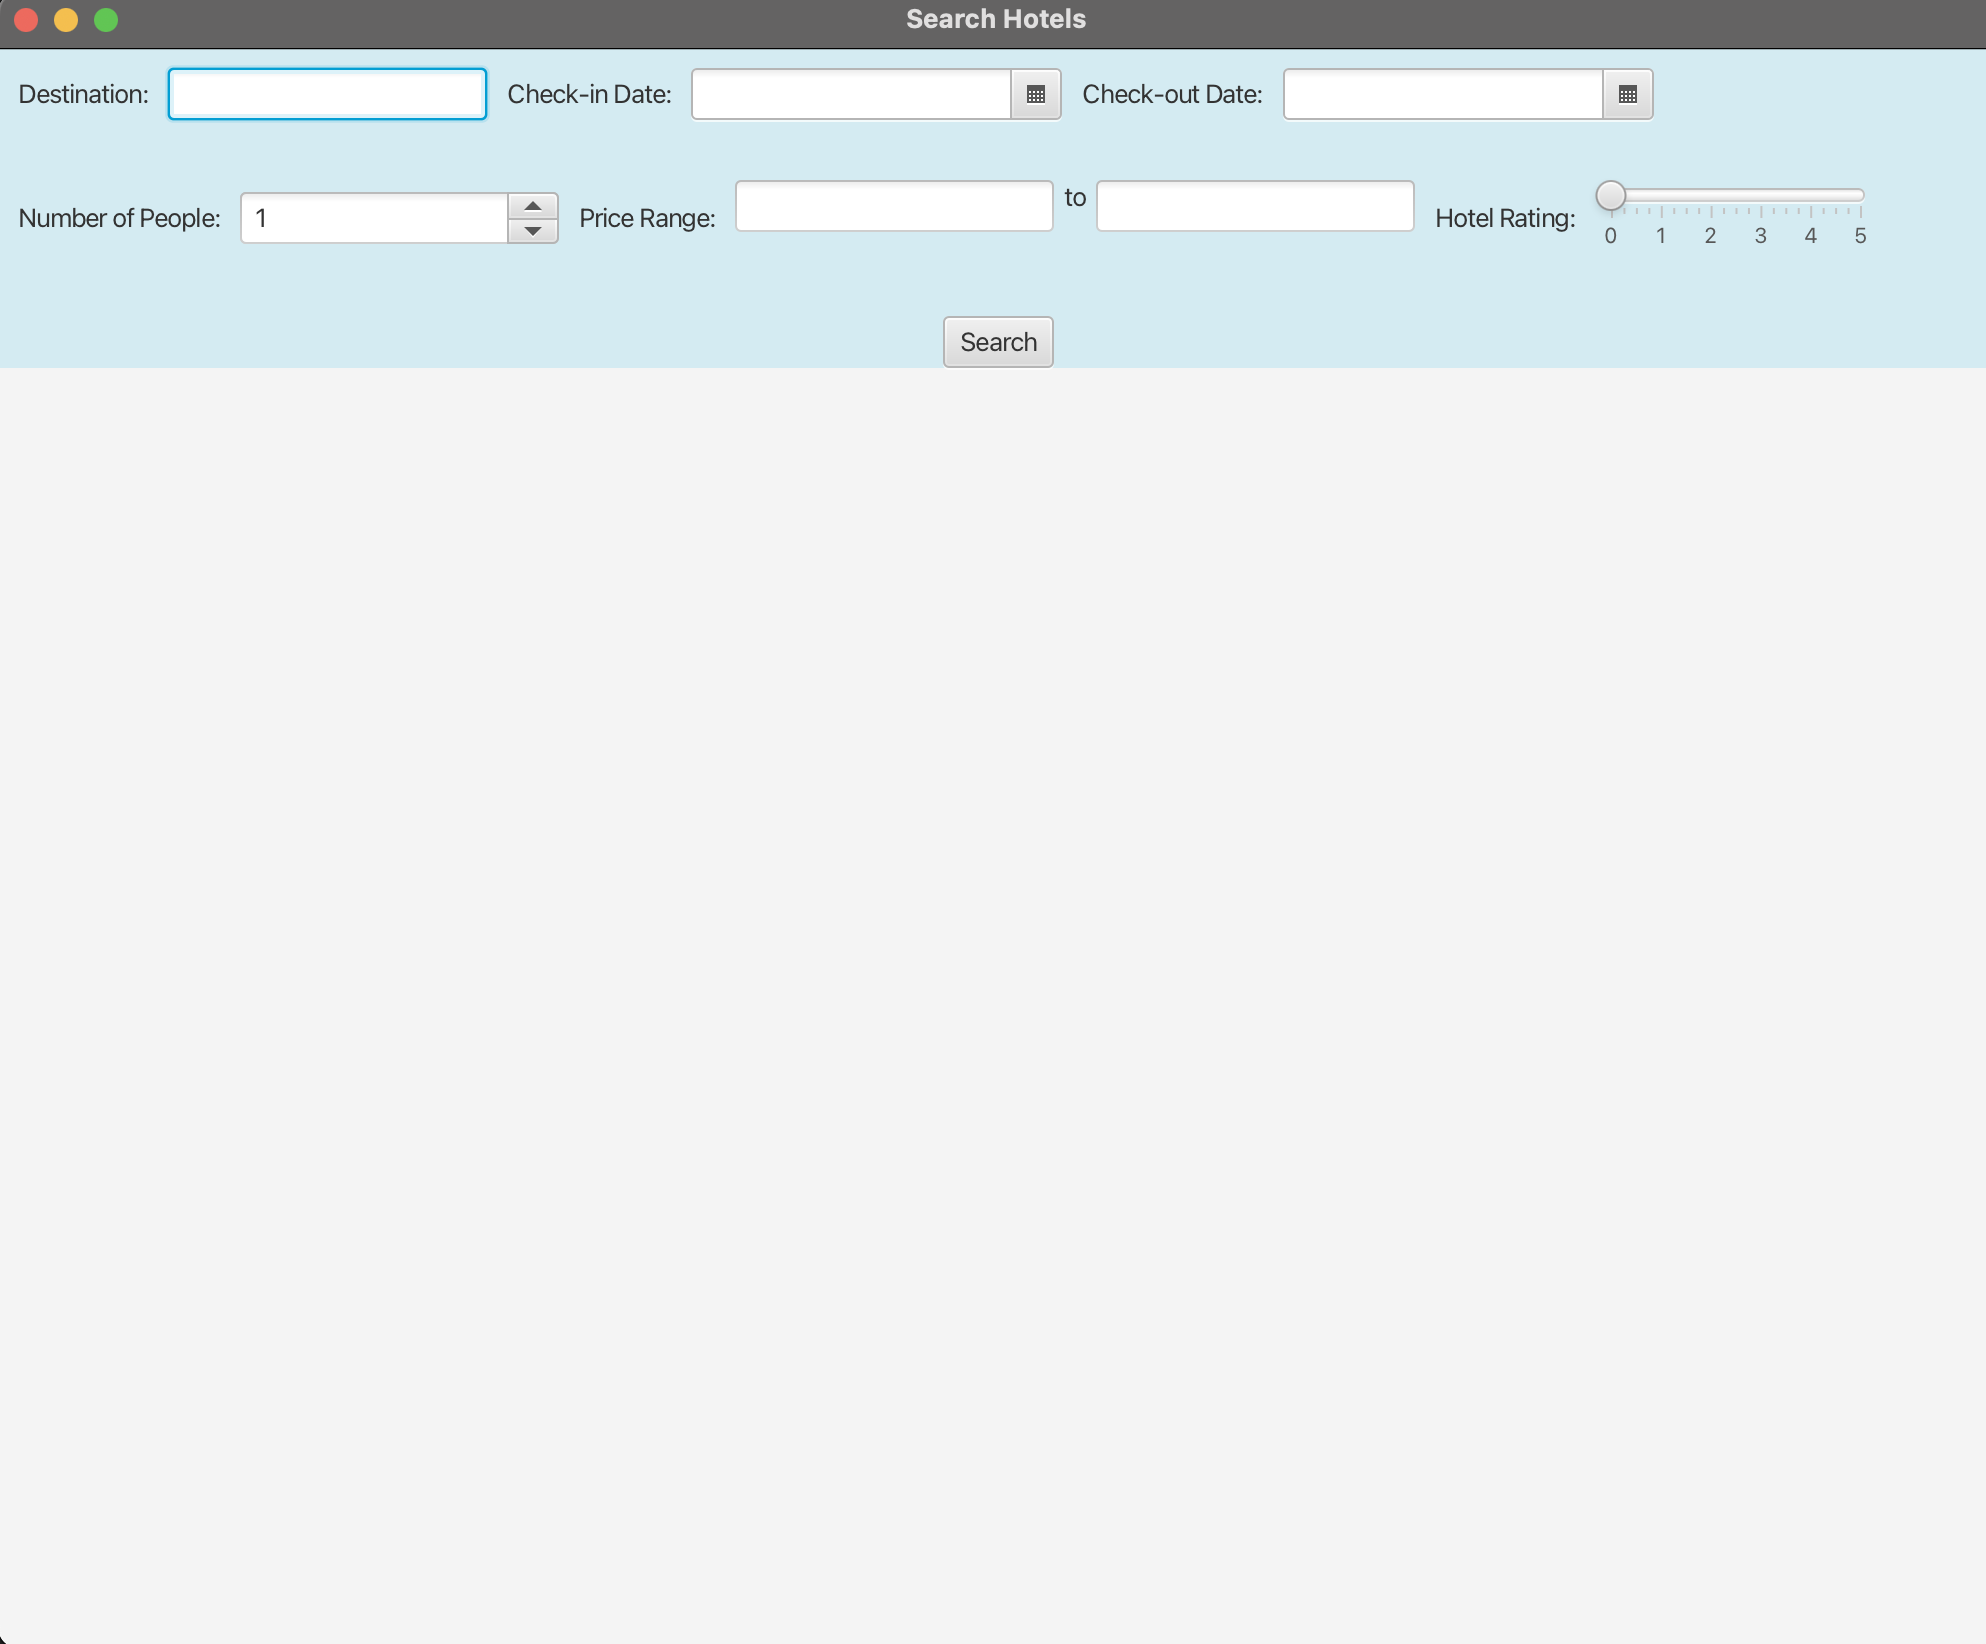 Search Hotels
Destination: Check-in Date: Check-out Date:
Number of People: 1 Price Range: to Hotel Rating:
0 1 2 3 4 5
Search